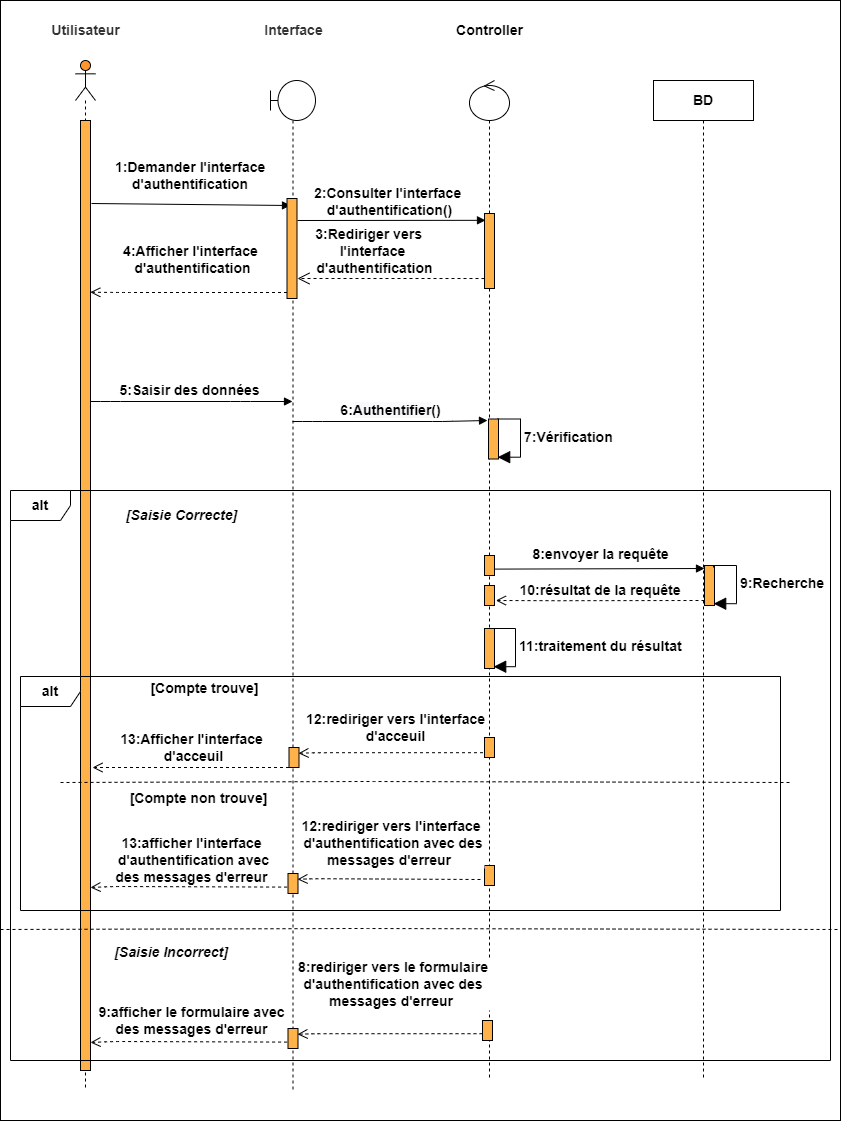 Utilisateur
Interface
Controller
BD
1:Demander l'interface
d'authentification
2:Consulter l'interface
d'authentification()
3:Rediriger vers
l'interface
d'authentification
4:Afficher l'interface
d'authentification
5:Saisir des données
6:Authentifier()
7:Vérification
alt
[Saisie Correcte]
8:envoyer la requête
9:Recherche
10:résultat de la requête
11:traitement du résultat
alt
[Compte trouve]
12:rediriger vers l'interface
d'acceuil
13:Afficher l'interface
d'acceuil
[Compte non trouve]
12:rediriger vers l'interface
d'authentification avec des
messages d'erreur
13:afficher l'interface
d'authentification avec
des messages d'erreur
[Saisie Incorrect]
8:rediriger vers le formulaire
d'authentification avec des
messages d'erreur
9:afficher le formulaire avec
des messages d'erreur